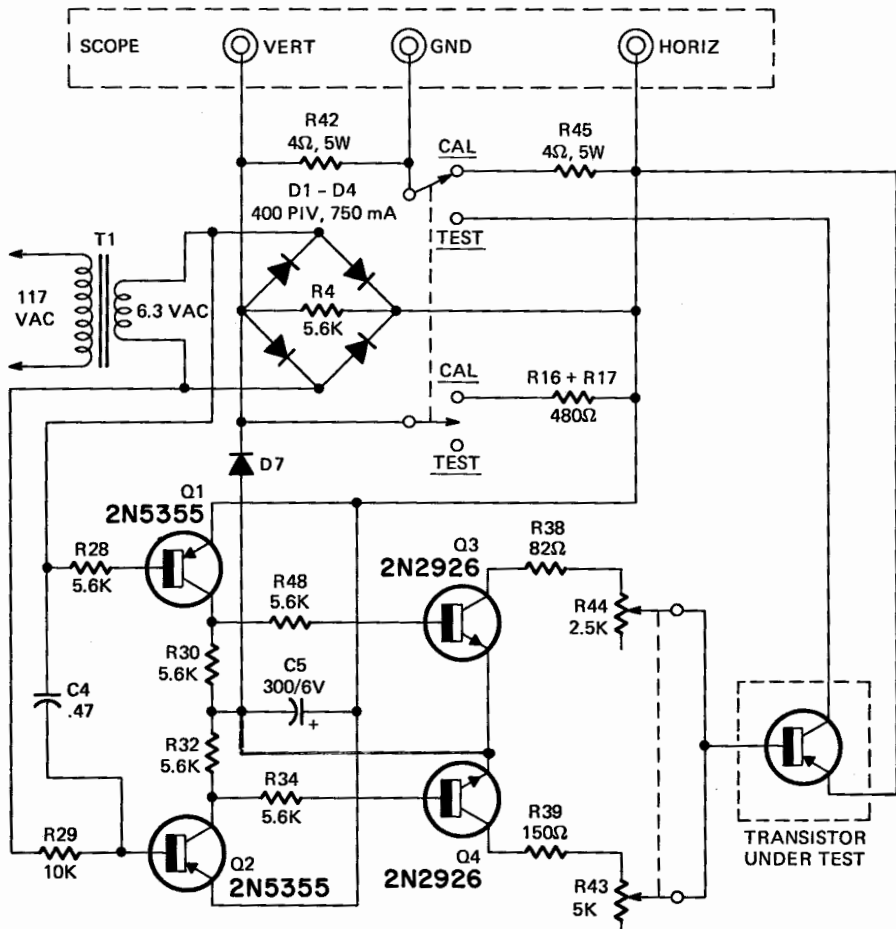 SCOPE
VERT
GND
HORIZ
R42
4Ω, 5W
CAL
R45
4Ω, 5W
D1 – D4
400 PIV, 750 mA
TEST
T1
117
VAC
6.3 VAC
R4
5.6K
CAL
R16 + R17
480Ω
TEST
D7
Q1
2N5355
R28
5.6K
R48
5.6K
Q3
2N2926
R38
82Ω
R44
2.5K
R30
5.6K
C5
300/6V
+
C4
.47
R32
5.6K
R34
5.6K
R29
10K
Q2
2N5355
Q4
2N2926
R39
150Ω
R43
5K
TRANSISTOR
UNDER TEST